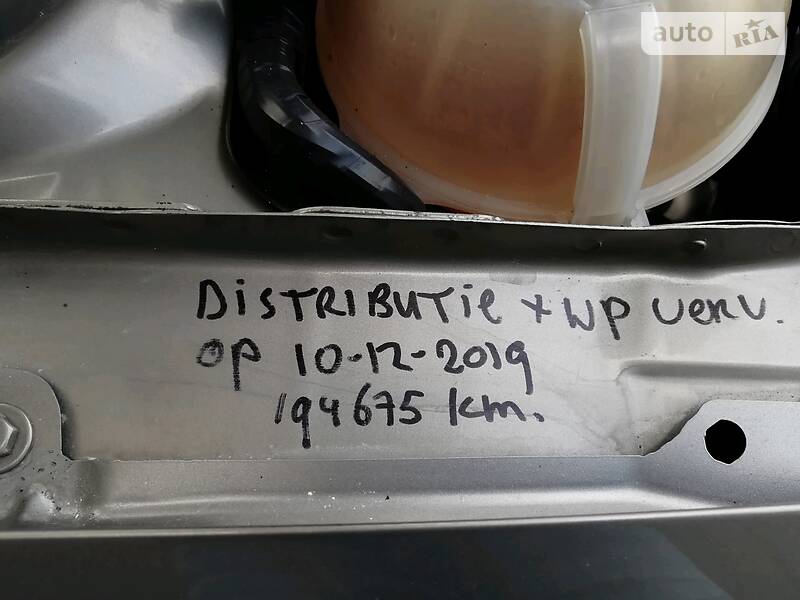 auto RIA
DiSTRIBUTie + WP VERV.
OP 10-12-2019
194675 km.